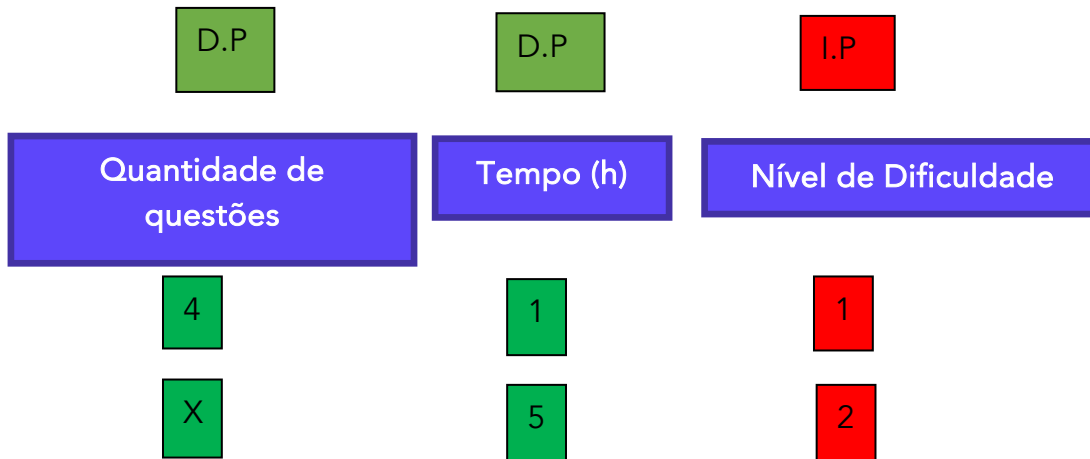 D.P D.P I.P
Quantidade de
questões
Tempo (h)
Nível de Dificuldade
4 1 1
X 5 2